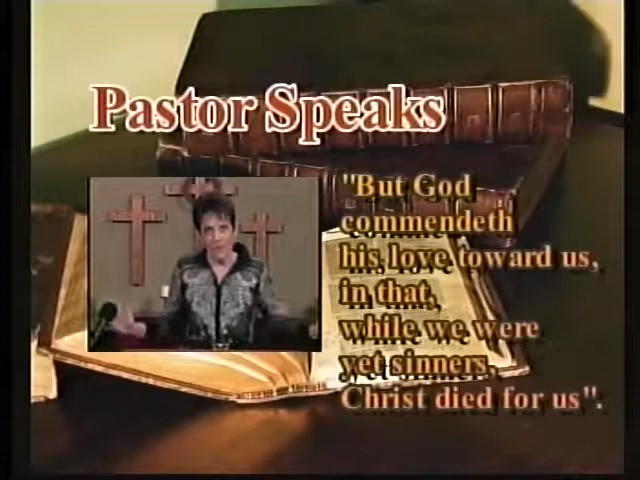 Pastor Speaks
"But God
commendeth
his love toward us,
in that,
while we were
yet sinners,
Christ died for us".